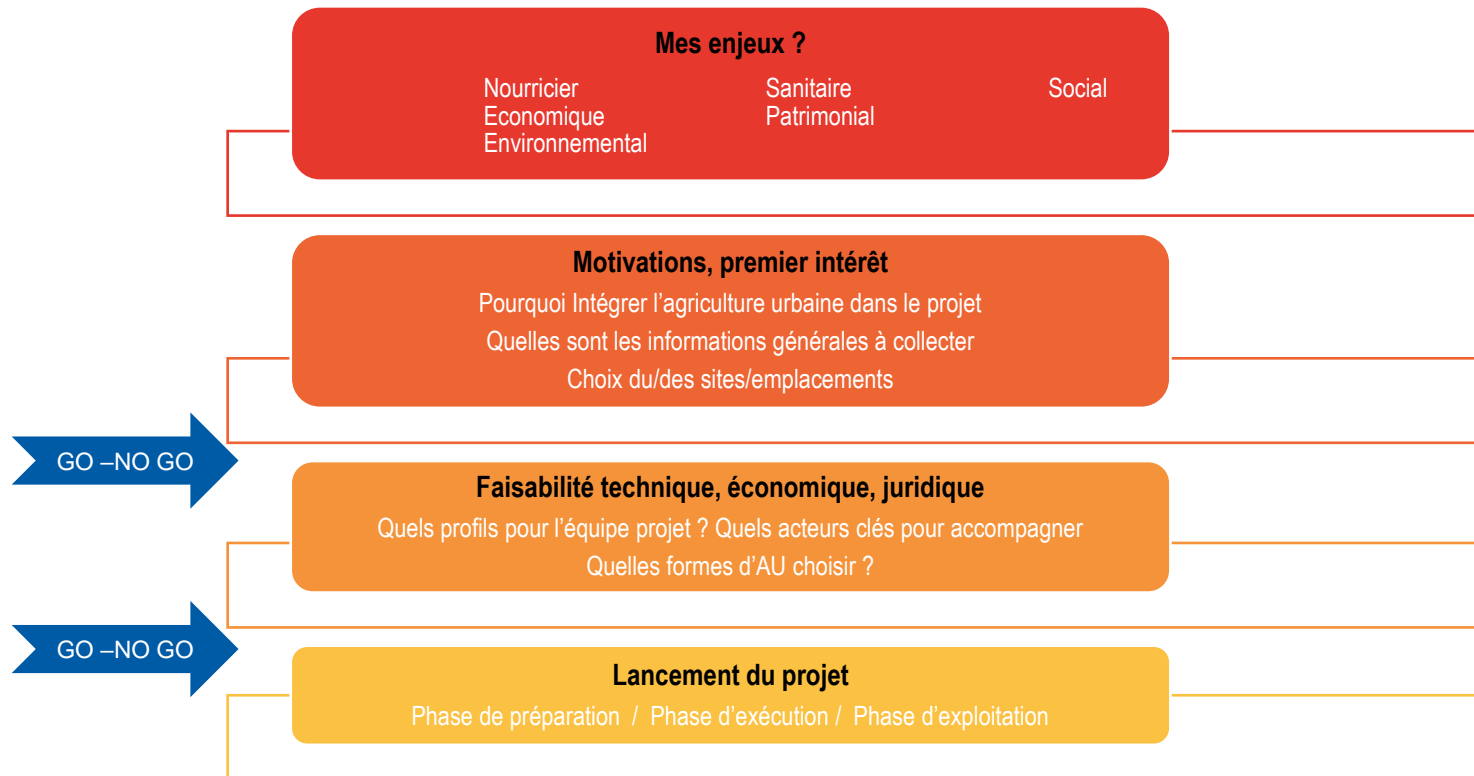 Mes enjeux ?
Nourricier Sanitaire Social
Economique Patrimonial
Environnemental
Motivations, premier intérêt
Pourquoi Intégrer l’agriculture urbaine dans le projet
Quelles sont les informations générales à collecter
Choix du/des sites/emplacements
GO –NO GO
Faisabilité technique, économique, juridique
Quels profils pour l’équipe projet ? Quels acteurs clés pour accompagner
Quelles formes d’AU choisir ?
GO –NO GO
Lancement du projet
Phase de préparation / Phase d’exécution / Phase d’exploitation